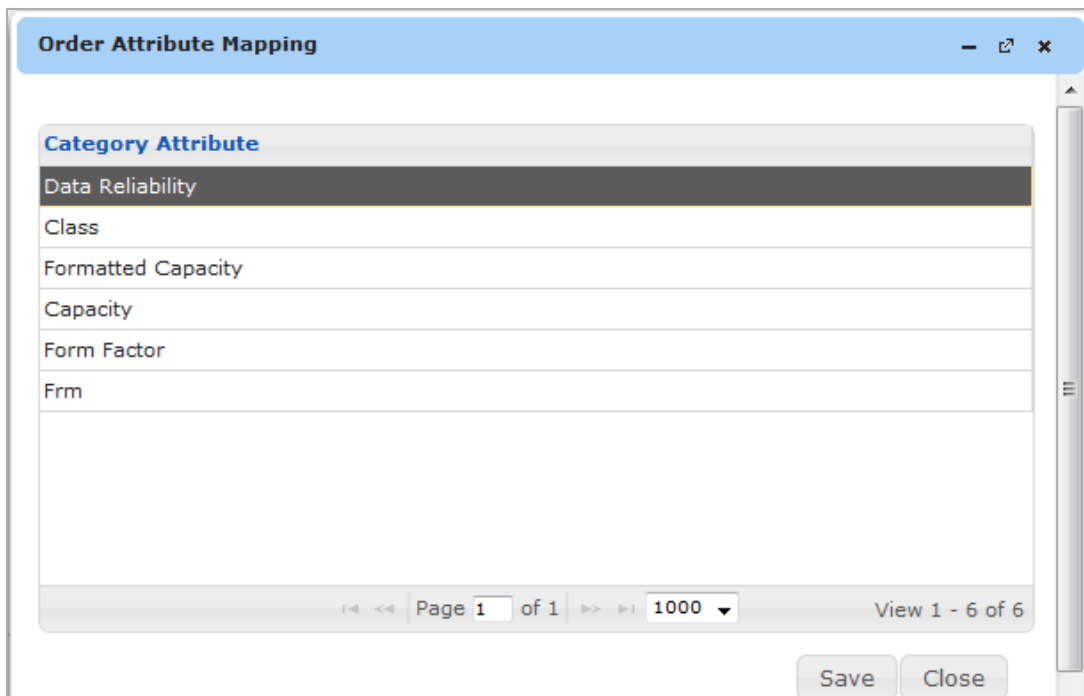 Order Attribute Mapping
Category Attribute
Data Reliability
Class
Formatted Capacity
Capacity
Form Factor
Frm
Page 1 of 1 1000 View 1 - 6 of 6
Save Close